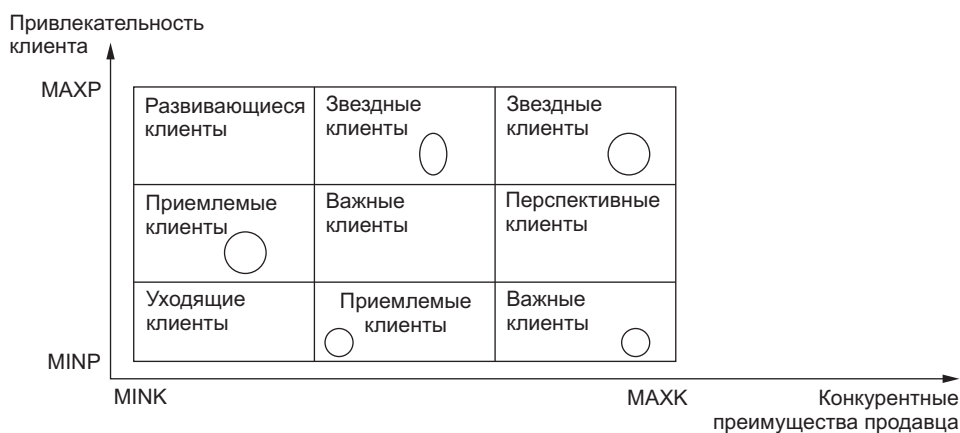 Привлекательность
клиента
MAXP
Развивающиеся
клиенты
Звездные
клиенты
Звездные
клиенты
Приемлемые
клиенты
Важные
клиенты
Перспективные
клиенты
Уходящие
клиенты
Приемлемые
клиенты
Важные
клиенты
MINP
MINK
MAXK
Конкурентные
преимущества продавца